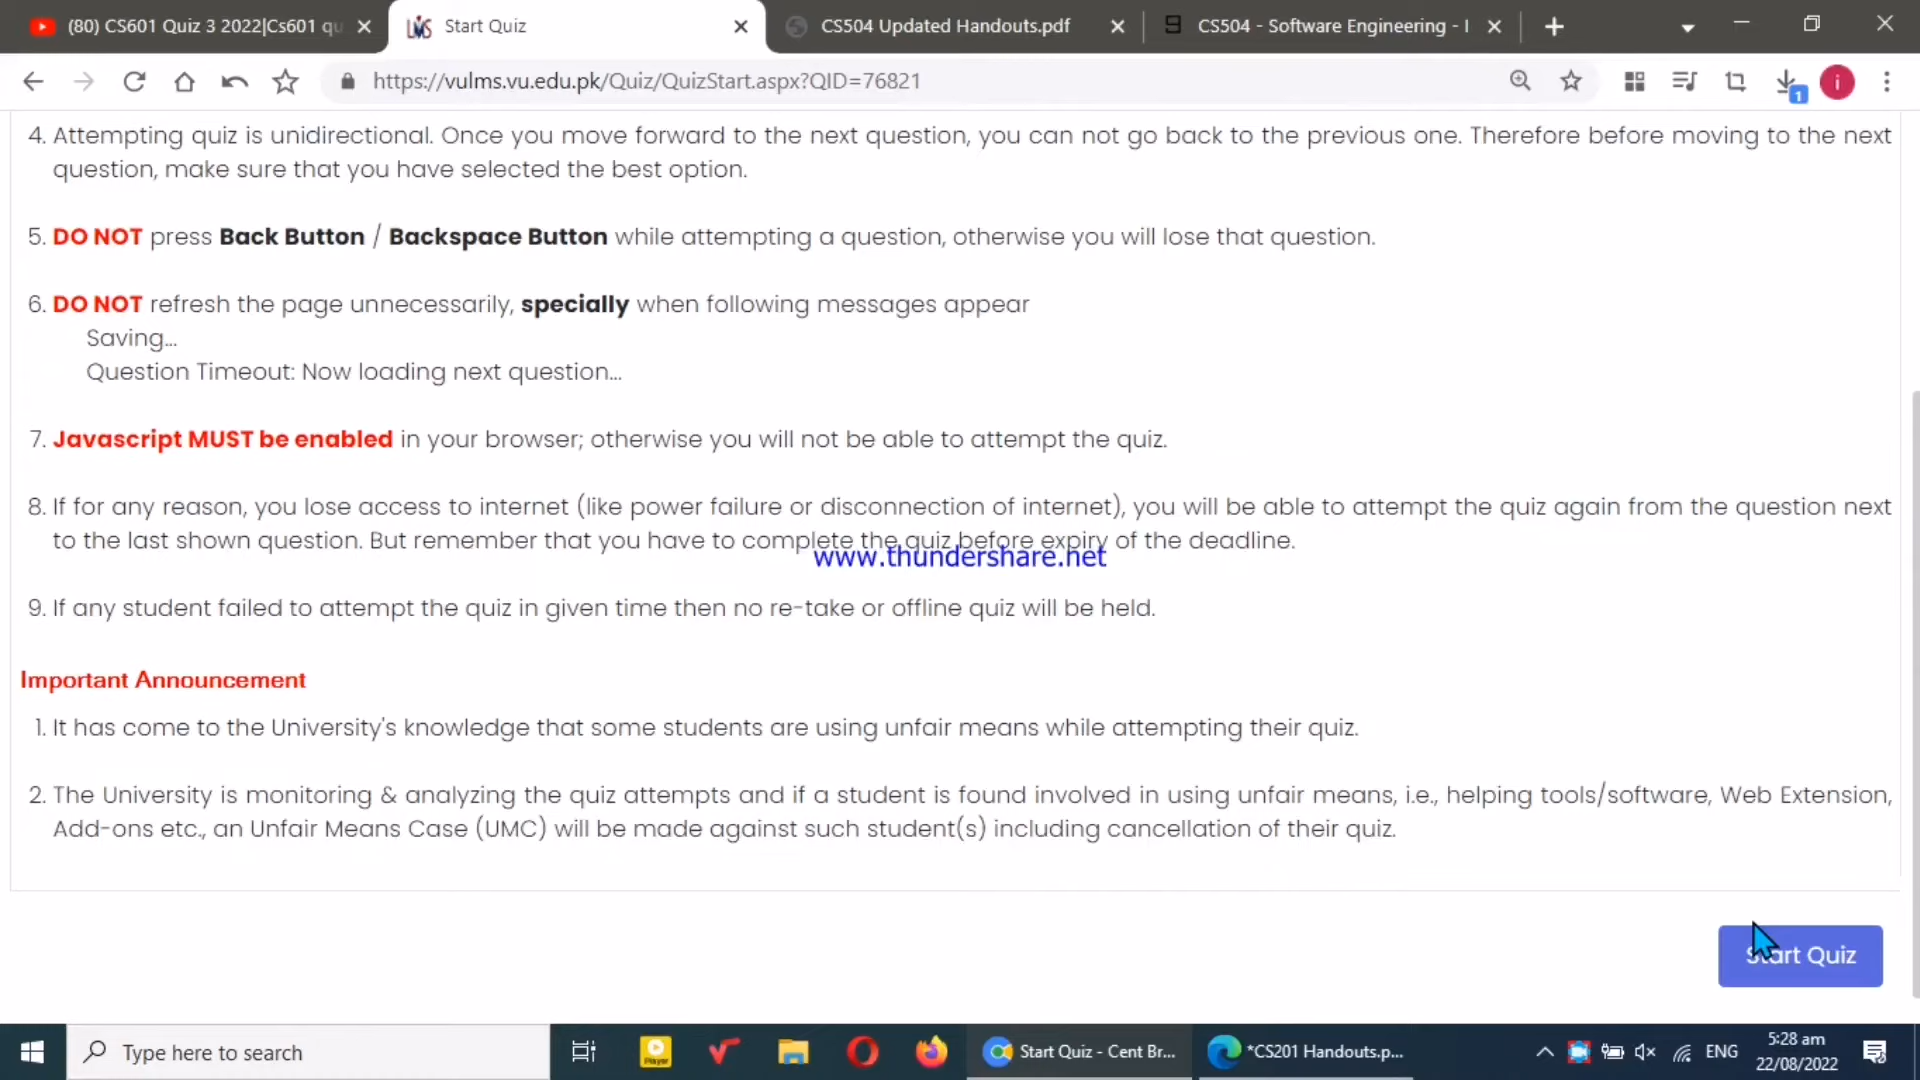 (80) CS601 Quiz 3 2022|Cs601 qu
Start Quiz
CS504 Updated Handouts.pdf
CS504 - Software Engineering - I
https://vulms.vu.edu.pk/Quiz/QuizStart.aspx?QID=76821
1
i
4. Attempting quiz is unidirectional. Once you move forward to the next question, you can not go back to the previous one. Therefore before moving to the next
question, make sure that you have selected the best option.
5. DO NOT press Back Button / Backspace Button while attempting a question, otherwise you will lose that question.
6. DO NOT refresh the page unnecessarily, specially when following messages appear
Saving...
Question Timeout: Now loading next question...
7. Javascript MUST be enabled in your browser; otherwise you will not be able to attempt the quiz.
8. If for any reason, you lose access to internet (like power failure or disconnection of internet), you will be able to attempt the quiz again from the question next
to the last shown question. But remember that you have to complete the quiz before expiry of the deadline.
www.thundershare.net
9. If any student failed to attempt the quiz in given time then no re-take or offline quiz will be held.
Important Announcement
1. It has come to the University's knowledge that some students are using unfair means while attempting their quiz.
2. The University is monitoring & analyzing the quiz attempts and if a student is found involved in using unfair means, i.e., helping tools/software, Web Extension,
Add-ons etc., an Unfair Means Case (UMC) will be made against such student(s) including cancellation of their quiz.
Start Quiz
Type here to search
Player
Start Quiz - Cent Br...
*CS201 Handouts.p...
ENG
5:28 am
22/08/2022